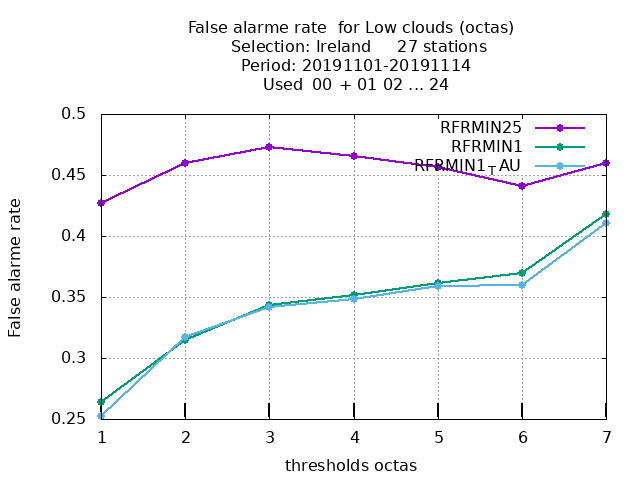 False alarme rate  for Low clouds (octas)
Selection: Ireland     27 stations
Period: 20191101-20191114
Used  00 + 01 02 ... 24
RFRMIN25
RFRMIN1
RFRMIN1TAU
False alarme rate
0.5
0.45
0.4
0.35
0.3
0.25
1 2 3 4 5 6 7
thresholds octas